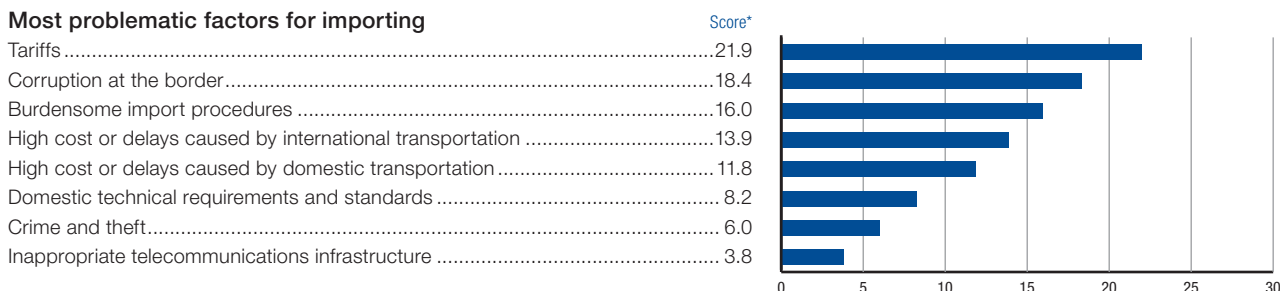 Most problematic factors for importing Score*
Tariffs ........ 21.9
Corruption at the border ........ 18.4
Burdensome import procedures ........ 16.0
High cost or delays caused by international transportation ........ 13.9
High cost or delays caused by domestic transportation ........ 11.8
Domestic technical requirements and standards ........ 8.2
Crime and theft ........ 6.0
Inappropriate telecommunications infrastructure ........ 3.8
0 5 10 15 20 25 30